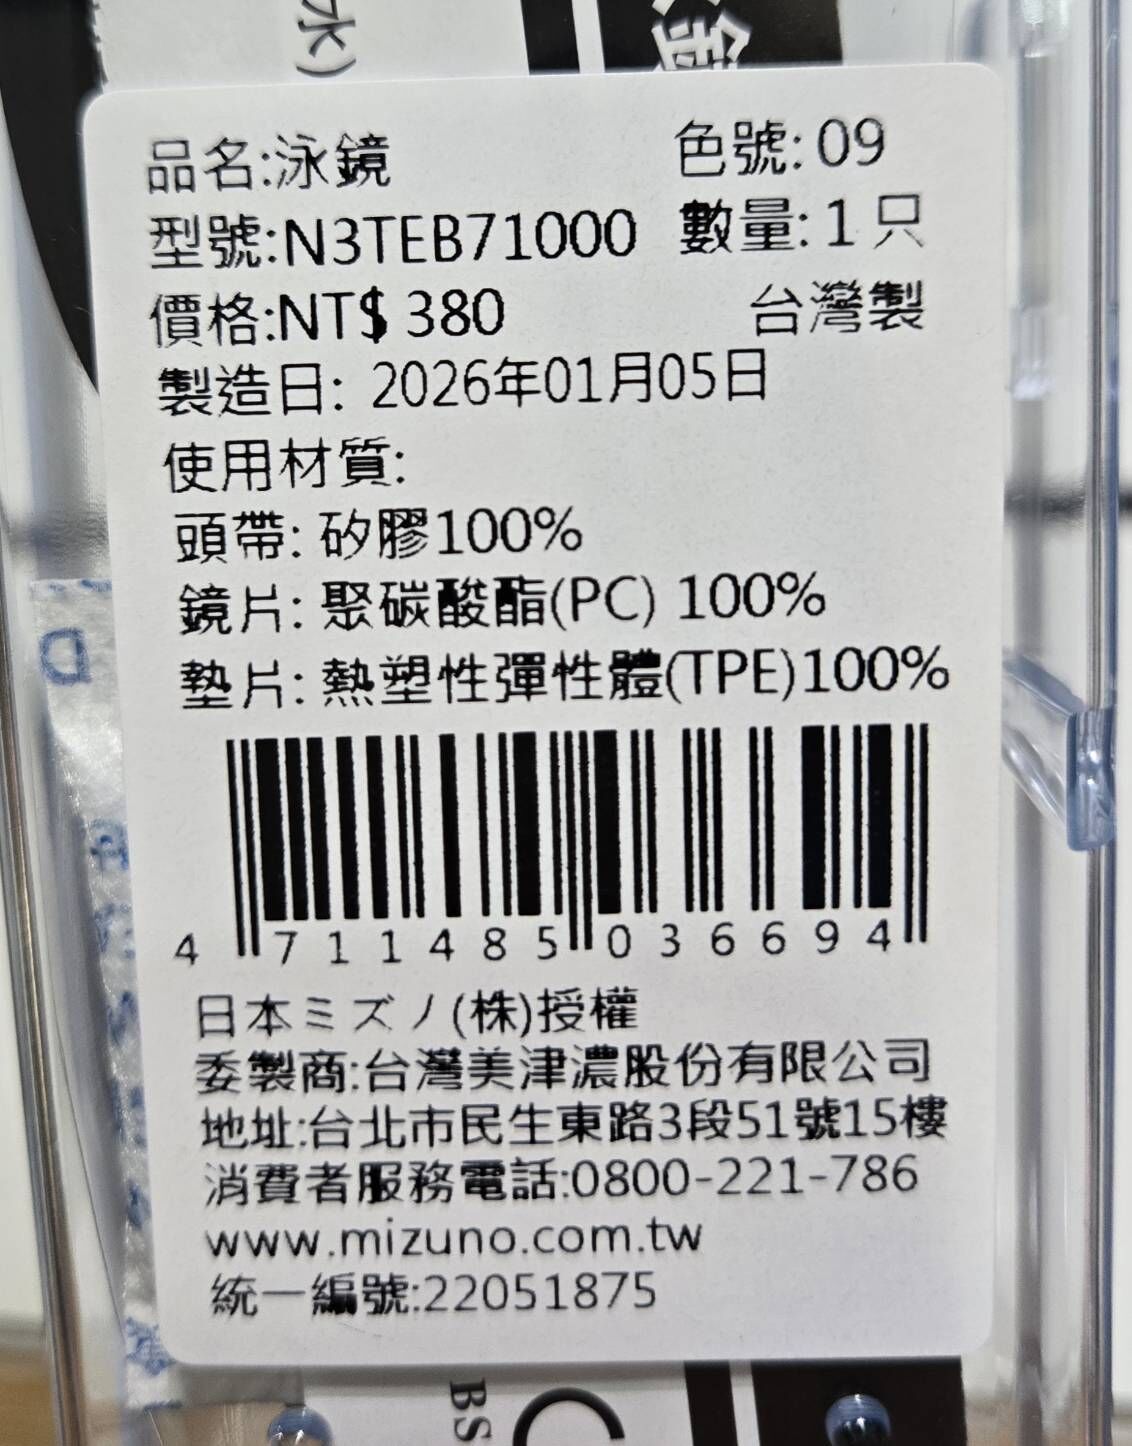 水)
金
品名:泳鏡 色號: 09
型號:N3TEB71000 數量: 1 只
價格:NT$ 380 台灣製
製造日: 2026年01月05日
使用材質:
頭帶: 矽膠100%
鏡片: 聚碳酸酯(PC) 100%
墊片: 熱塑性彈性體(TPE)100%
4 711485 036694
日本ミズノ(株)授權
委製商:台灣美津濃股份有限公司
地址:台北市民生東路3段51號15樓
消費者服務電話:0800-221-786
www.mizuno.com.tw
統一編號:22051875
BS